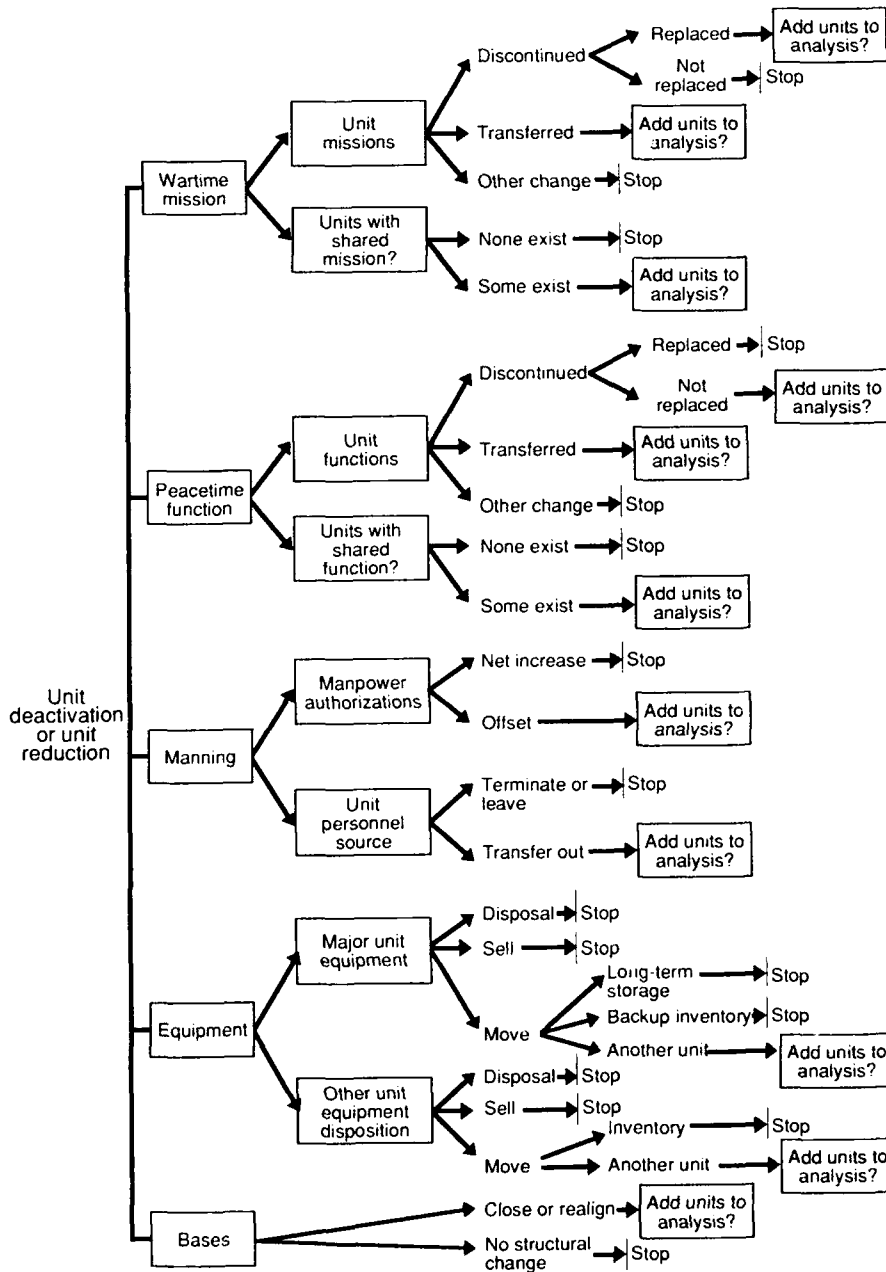 Unit
deactivation
or unit
reduction
Wartime
mission
Unit
missions
Discontinued
Replaced
Add units to
analysis?
Not
replaced
Stop
Transferred
Add units to
analysis?
Other change
Stop
Units with
shared
mission?
None exist
Stop
Some exist
Add units to
analysis?
Peacetime
function
Unit
functions
Discontinued
Replaced
Stop
Not
replaced
Add units to
analysis?
Transferred
Add units to
analysis?
Other change
Stop
Units with
shared
function?
None exist
Stop
Some exist
Add units to
analysis?
Manning
Manpower
authorizations
Net increase
Stop
Offset
Add units to
analysis?
Unit
personnel
source
Terminate or
leave
Stop
Transfer out
Add units to
analysis?
Equipment
Major unit
equipment
Disposal
Stop
Sell
Stop
Move
Long-term
storage
Stop
Backup inventory
Stop
Another unit
Add units to
analysis?
Other unit
equipment
disposition
Disposal
Stop
Sell
Stop
Move
Inventory
Stop
Another unit
Add units to
analysis?
Bases
Close or realign
Add units to
analysis?
No structural
change
Stop